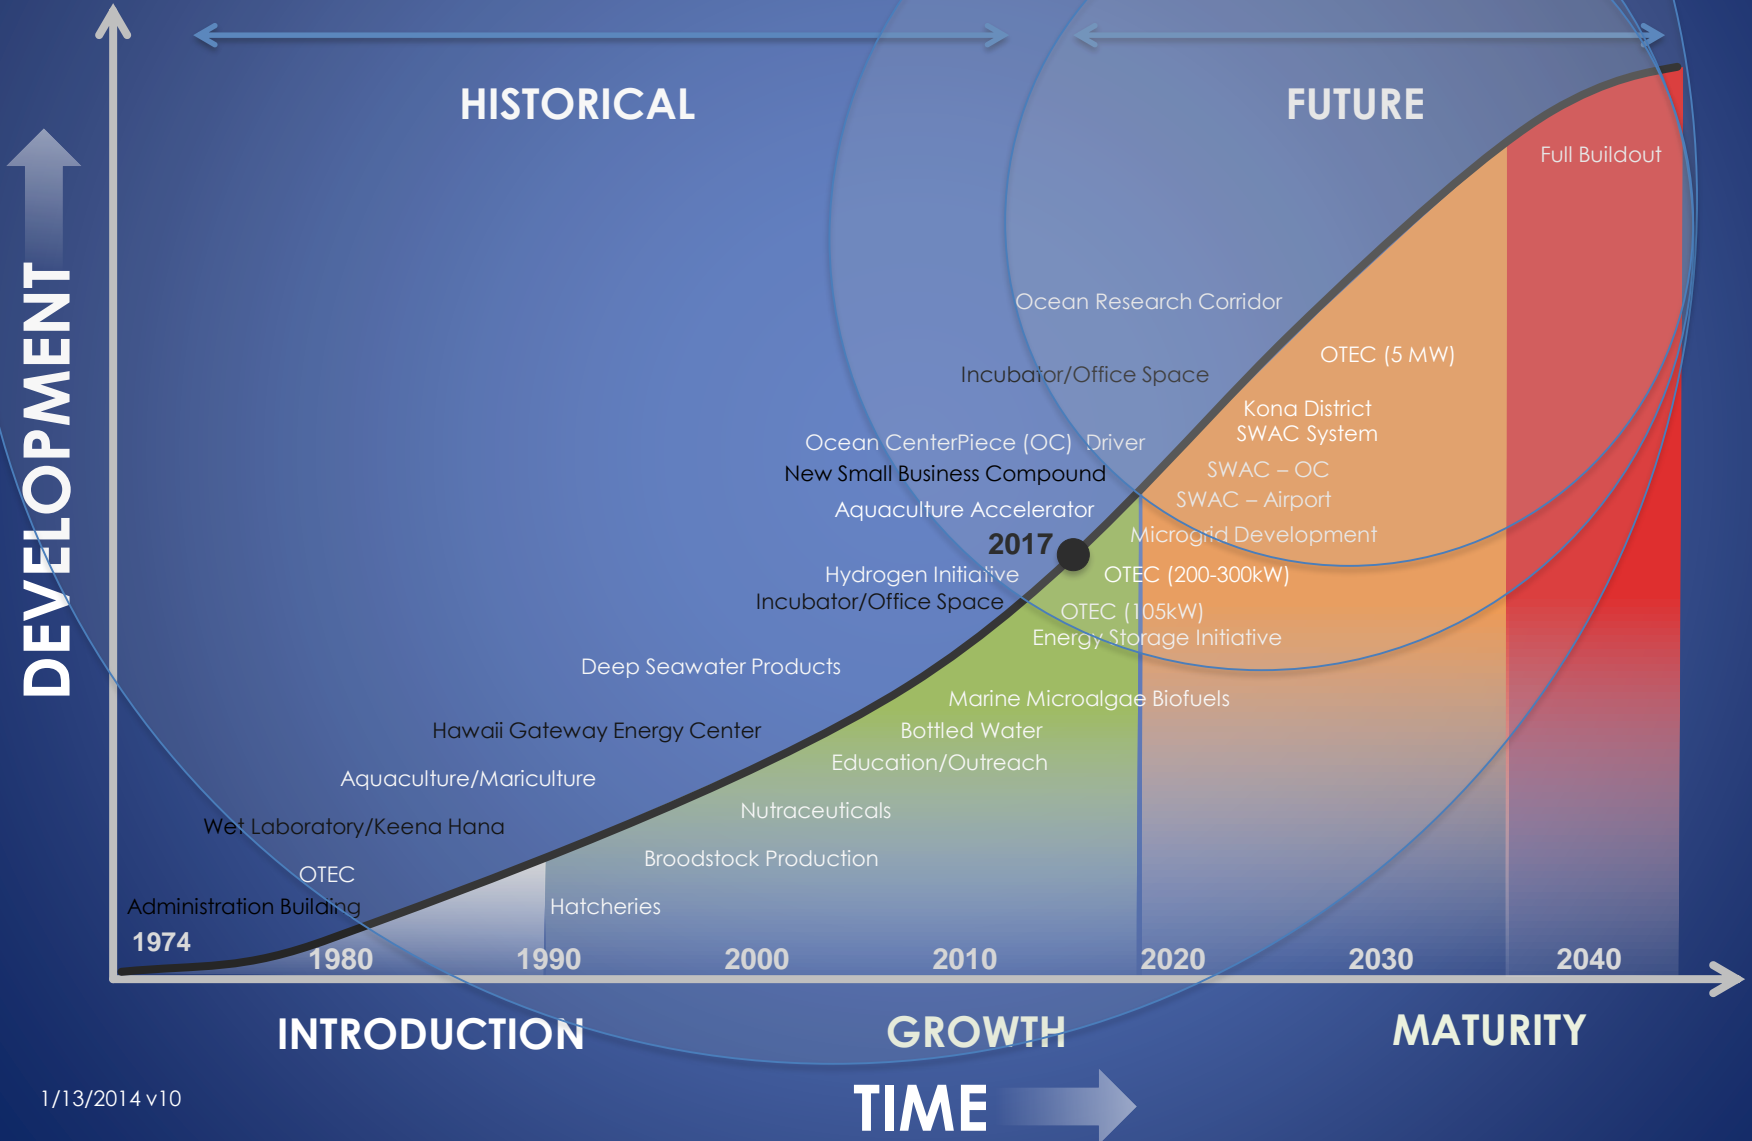 HISTORICAL
FUTURE
Full Buildout
DEVELOPMENT
Ocean Research Corridor
OTEC (5 MW)
Incubator/Office Space
Kona District
SWAC System
Ocean CenterPiece (OC) Driver
New Small Business Compound
SWAC – OC
SWAC – Airport
Aquaculture Accelerator
Microgrid Development
2017
Hydrogen Initiative
OTEC (200-300kW)
Incubator/Office Space
OTEC (105kW)
Energy Storage Initiative
Deep Seawater Products
Marine Microalgae Biofuels
Hawaii Gateway Energy Center
Bottled Water
Education/Outreach
Aquaculture/Mariculture
Nutraceuticals
Wet Laboratory/Keena Hana
Broodstock Production
OTEC
Administration Building
Hatcheries
1974
1980 1990 2000 2010 2020 2030 2040
INTRODUCTION GROWTH MATURITY
TIME
1/13/2014 v10